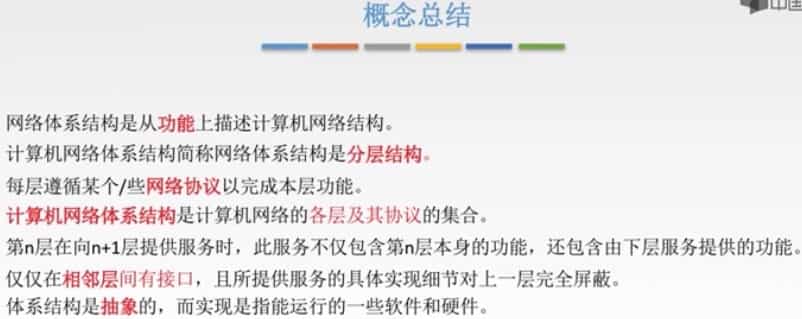 概念总结
中国
网络体系结构是从功能上描述计算机网络结构。
计算机网络体系结构简称网络体系结构是分层结构。
每层遵循某个/些网络协议以完成本层功能。
计算机网络体系结构是计算机网络的各层及其协议的集合。
第n层在向n+1层提供服务时，此服务不仅包含第n层本身的功能，还包含由下层服务提供的功能。
仅仅在相邻层间有接口，且所提供服务的具体实现细节对上一层完全屏蔽。
体系结构是抽象的，而实现是指能运行的一些软件和硬件。